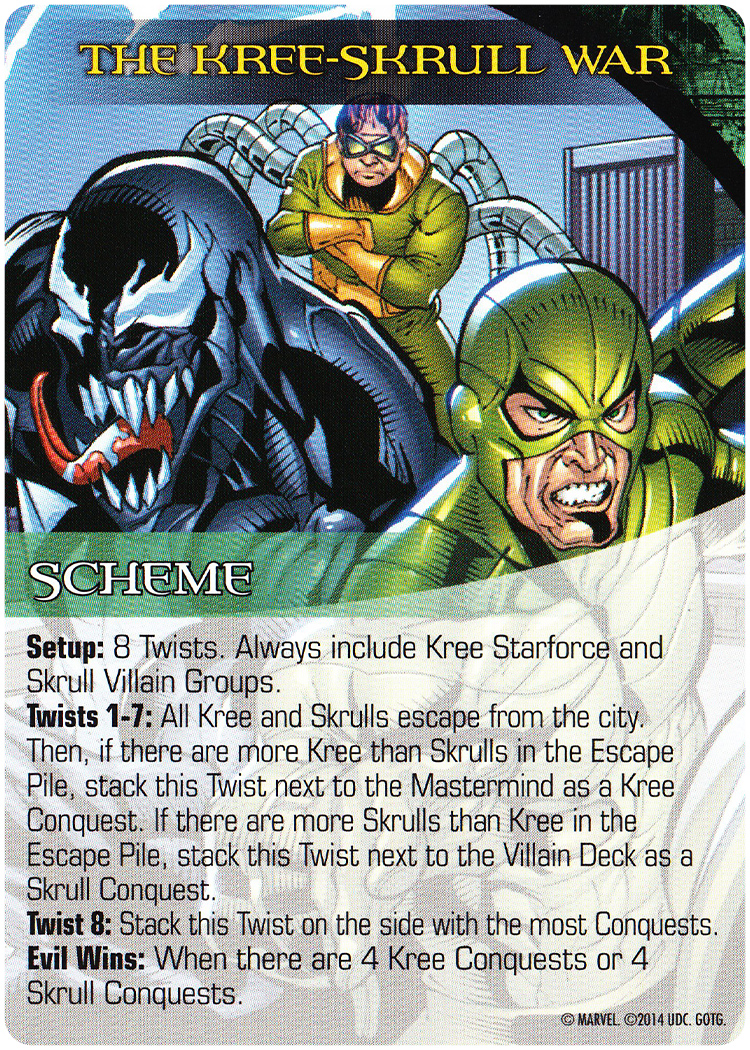 THE KREE-SKRULL WAR
SCHEME
Setup: 8 Twists. Always include Kree Starforce and
Skrull Villain Groups.
Twists 1-7: All Kree and Skrulls escape from the city.
Then, if there are more Kree than Skrulls in the Escape
Pile, stack this Twist next to the Mastermind as a Kree
Conquest. If there are more Skrulls than Kree in the
Escape Pile, stack this Twist next to the Villain Deck as a
Skrull Conquest.
Twist 8: Stack this Twist on the side with the most Conquests.
Evil Wins: When there are 4 Kree Conquests or 4
Skrull Conquests.
© MARVEL. ©2014 UDC. GOTG.